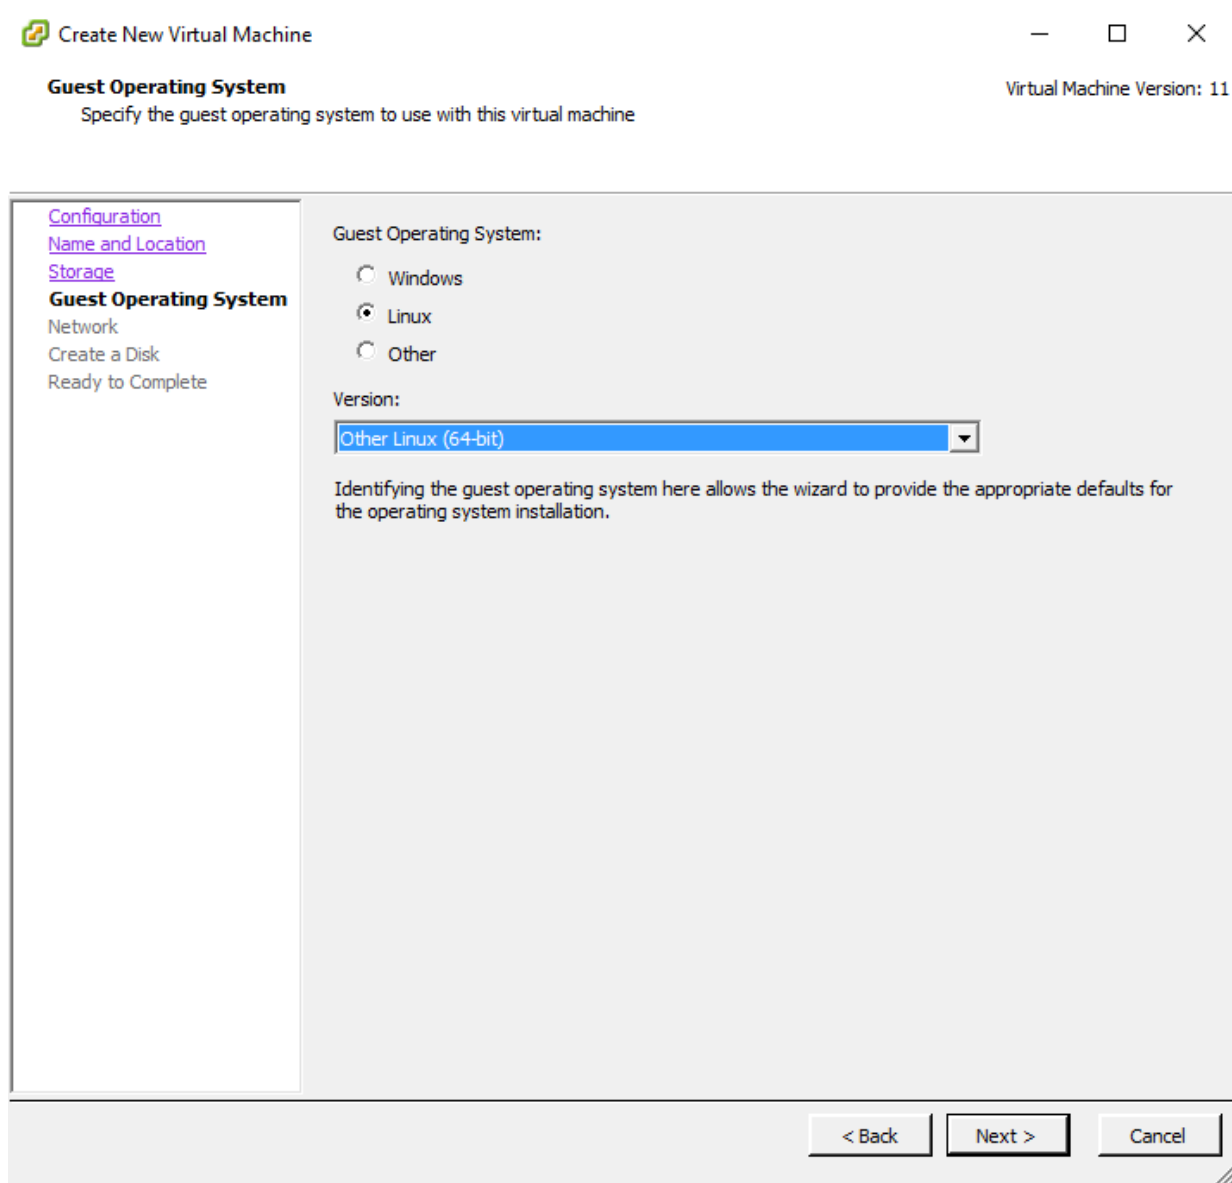 Create New Virtual Machine
Guest Operating System
Virtual Machine Version: 11
Specify the guest operating system to use with this virtual machine
Configuration
Name and Location
Storage
Guest Operating System
Network
Create a Disk
Ready to Complete
Guest Operating System:
Windows
Linux
Other
Version:
Other Linux (64-bit)
Identifying the guest operating system here allows the wizard to provide the appropriate defaults for
the operating system installation.
< Back
Next >
Cancel